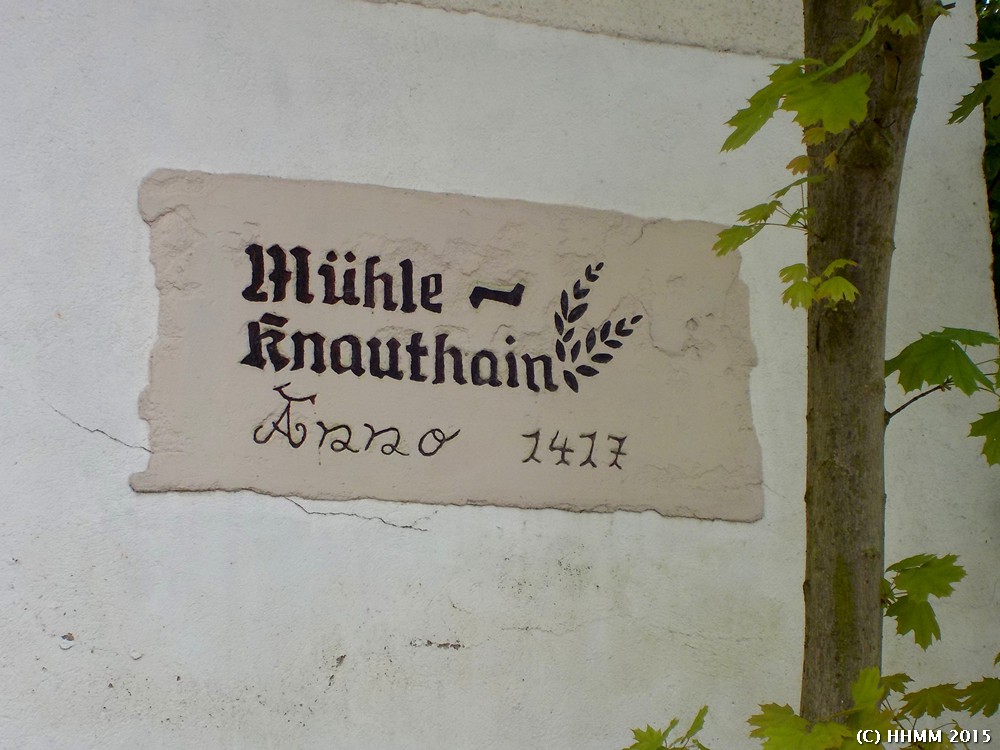 Mühle -
Knauthain
Anno 1417
(C) HHMM 2015